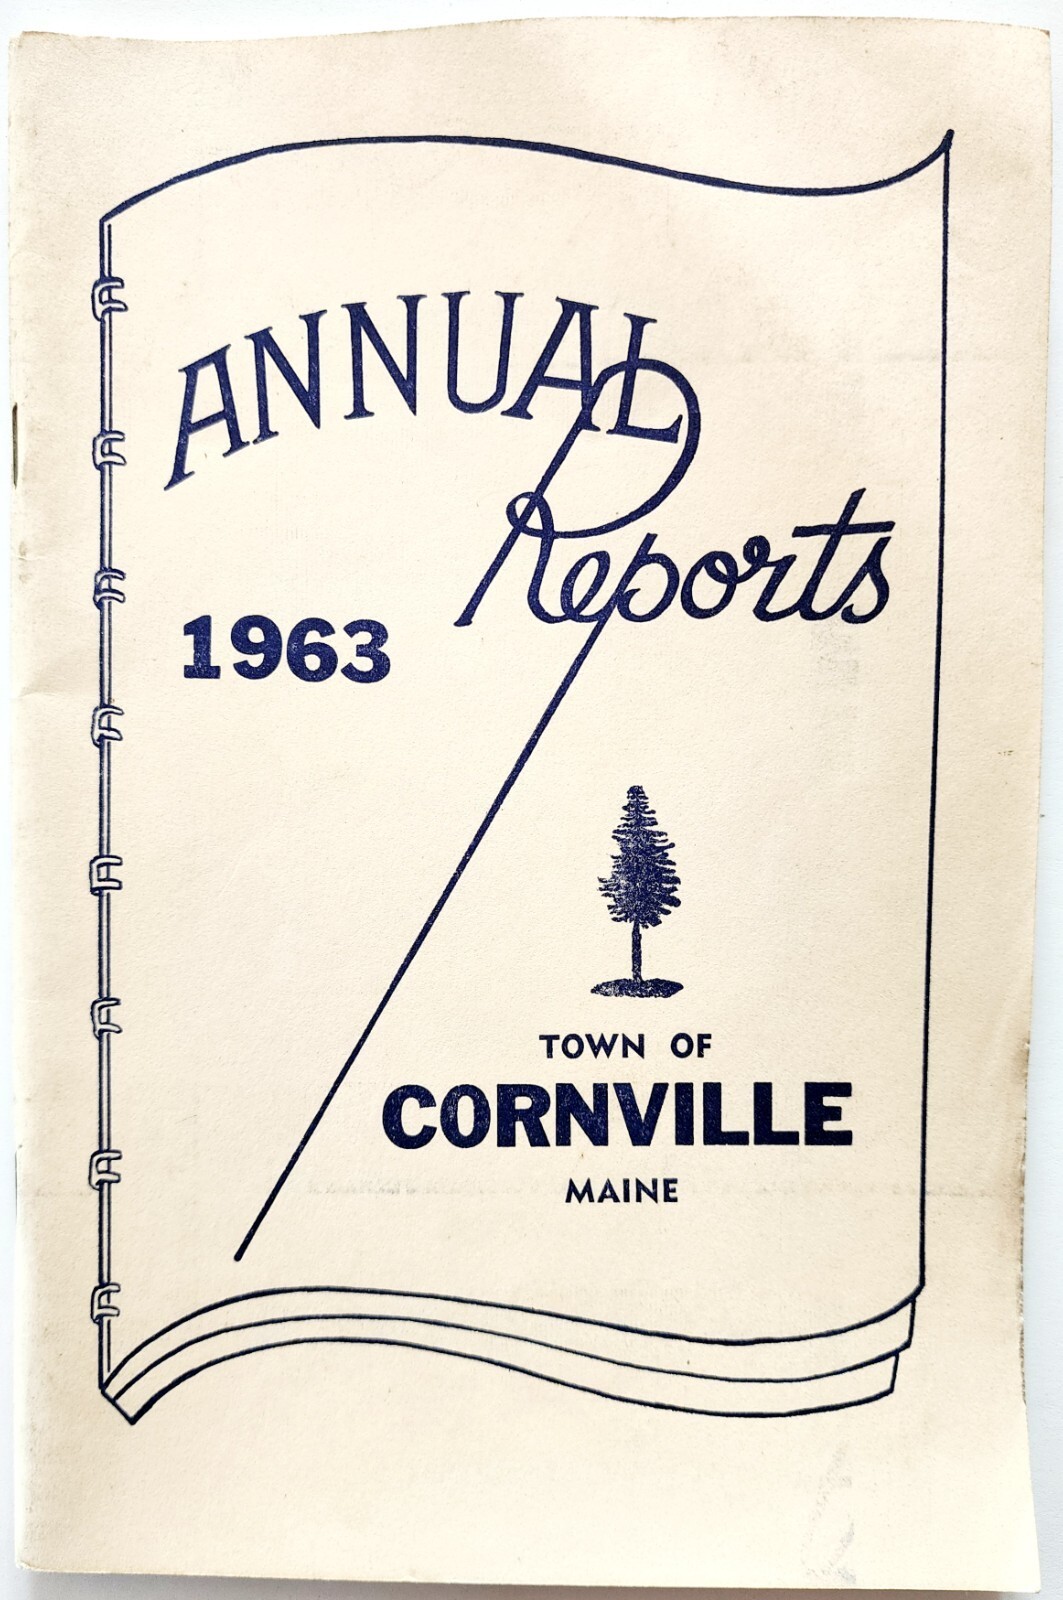 ANNUAL
Reports
1963
TOWN OF
CORNVILLE
MAINE